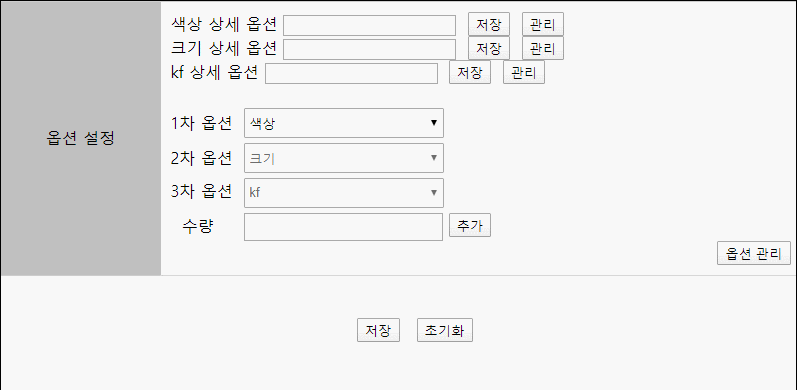 색상 상세 옵션 저장 관리
크기 상세 옵션 저장 관리
kf 상세 옵션 저장 관리
옵션 설정
1차 옵션 색상
2차 옵션 크기
3차 옵션 kf
수량 추가
옵션 관리
저장 초기화